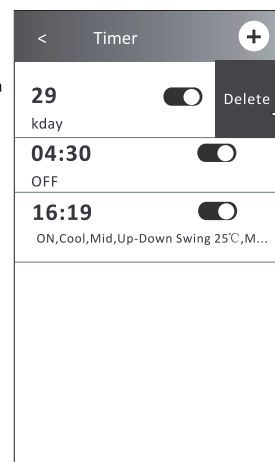 < Timer +
29
kday
Delete
04:30
OFF
16:19
ON,Cool,Mid,Up-Down Swing 25℃,M...